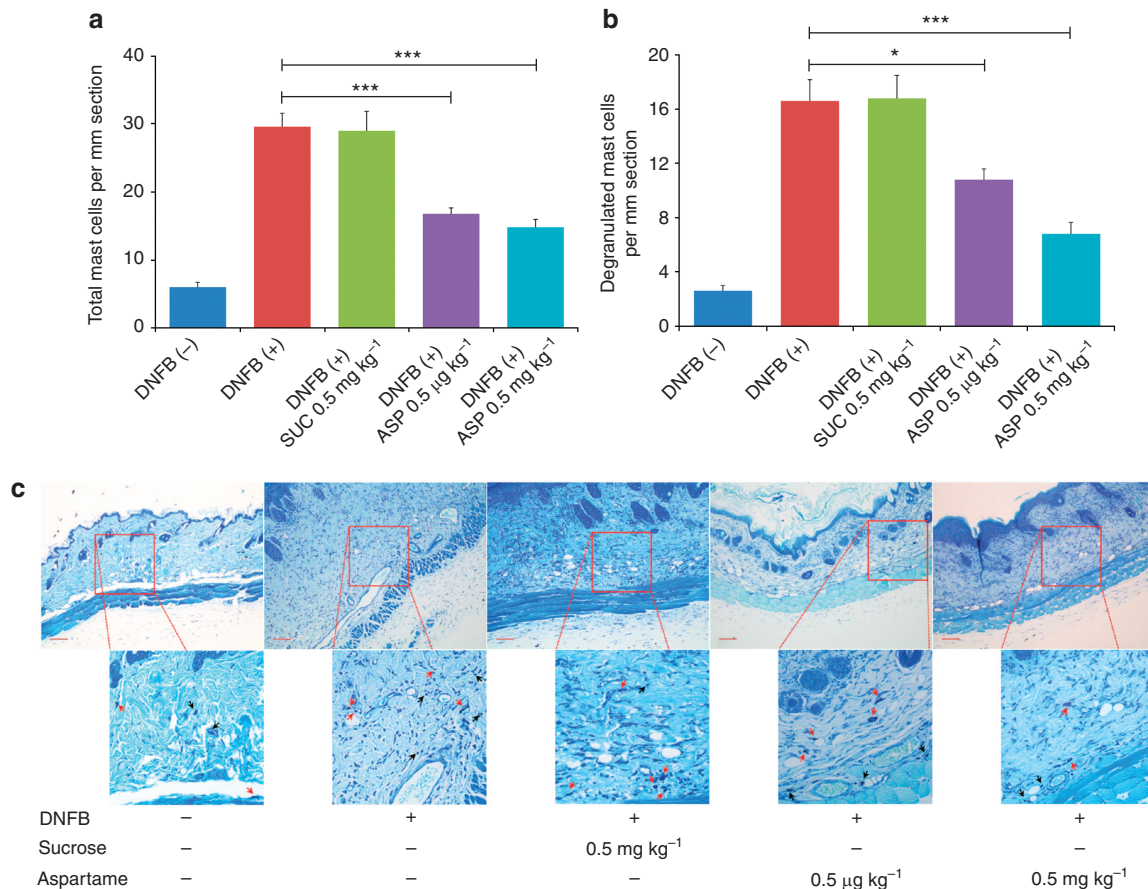 a
Total mast cells per mm section
40
30
20
10
0
***
***
DNFB (–)
DNFB (+)
DNFB (+)
SUC 0.5 mg kg⁻¹
DNFB (+)
ASP 0.5 µg kg⁻¹
DNFB (+)
ASP 0.5 mg kg⁻¹
b
Degranulated mast cells
per mm section
20
16
12
8
4
0
***
*
DNFB (–)
DNFB (+)
DNFB (+)
SUC 0.5 mg kg⁻¹
DNFB (+)
ASP 0.5 µg kg⁻¹
DNFB (+)
ASP 0.5 mg kg⁻¹
c
DNFB – + + + +
Sucrose – – 0.5 mg kg⁻¹ – –
Aspartame – – – 0.5 µg kg⁻¹ 0.5 mg kg⁻¹